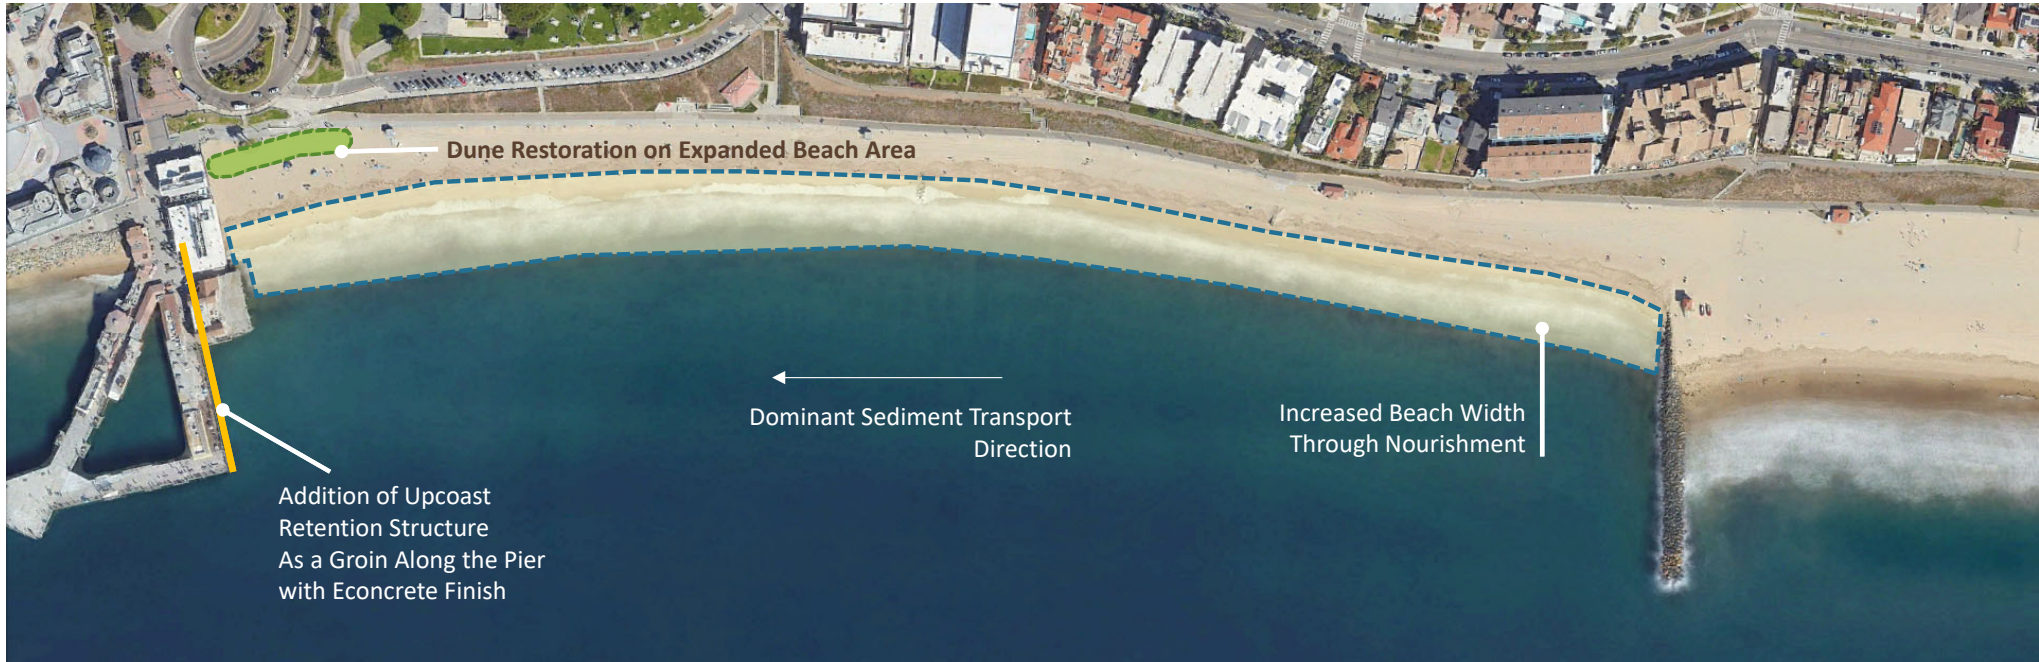 Dune Restoration on Expanded Beach Area
Dominant Sediment Transport
Direction
Increased Beach Width
Through Nourishment
Addition of Upcoast
Retention Structure
As a Groin Along the Pier
with Econcrete Finish